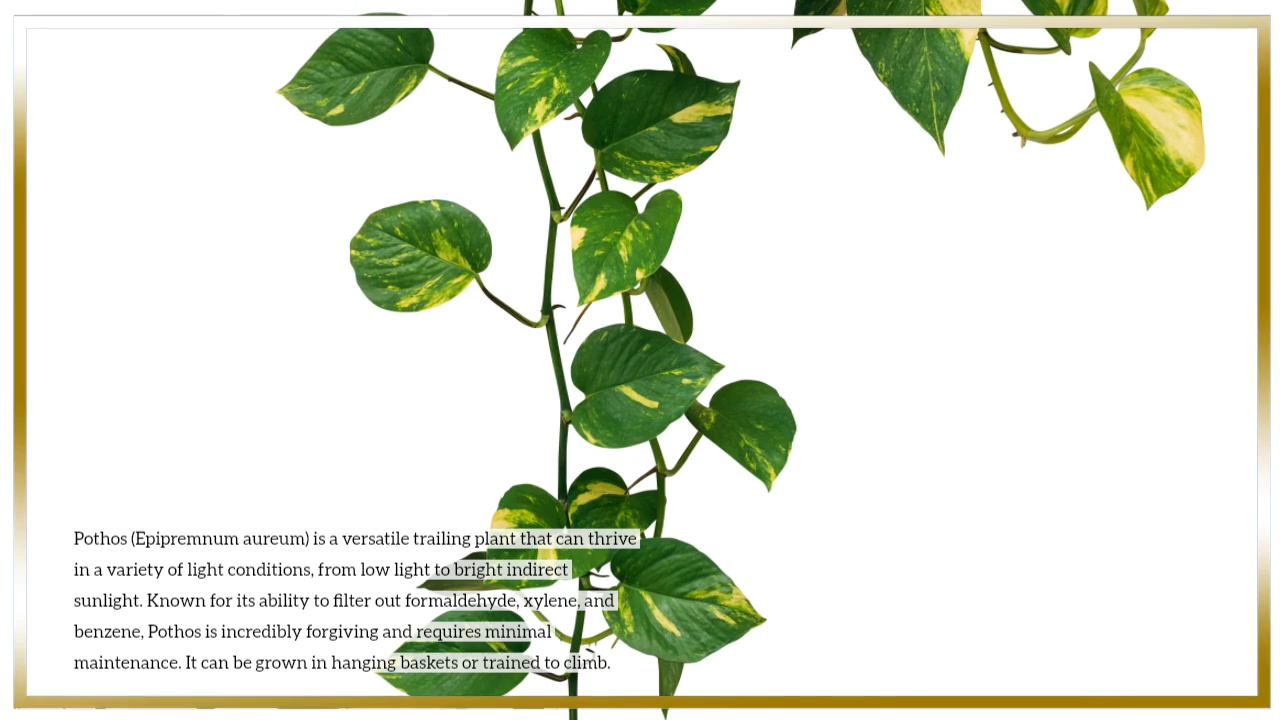 Pothos (Epipremnum aureum) is a versatile trailing plant that can thrive
in a variety of light conditions, from low light to bright indirect
sunlight. Known for its ability to filter out formaldehyde, xylene, and
benzene, Pothos is incredibly forgiving and requires minimal
maintenance. It can be grown in hanging baskets or trained to climb.